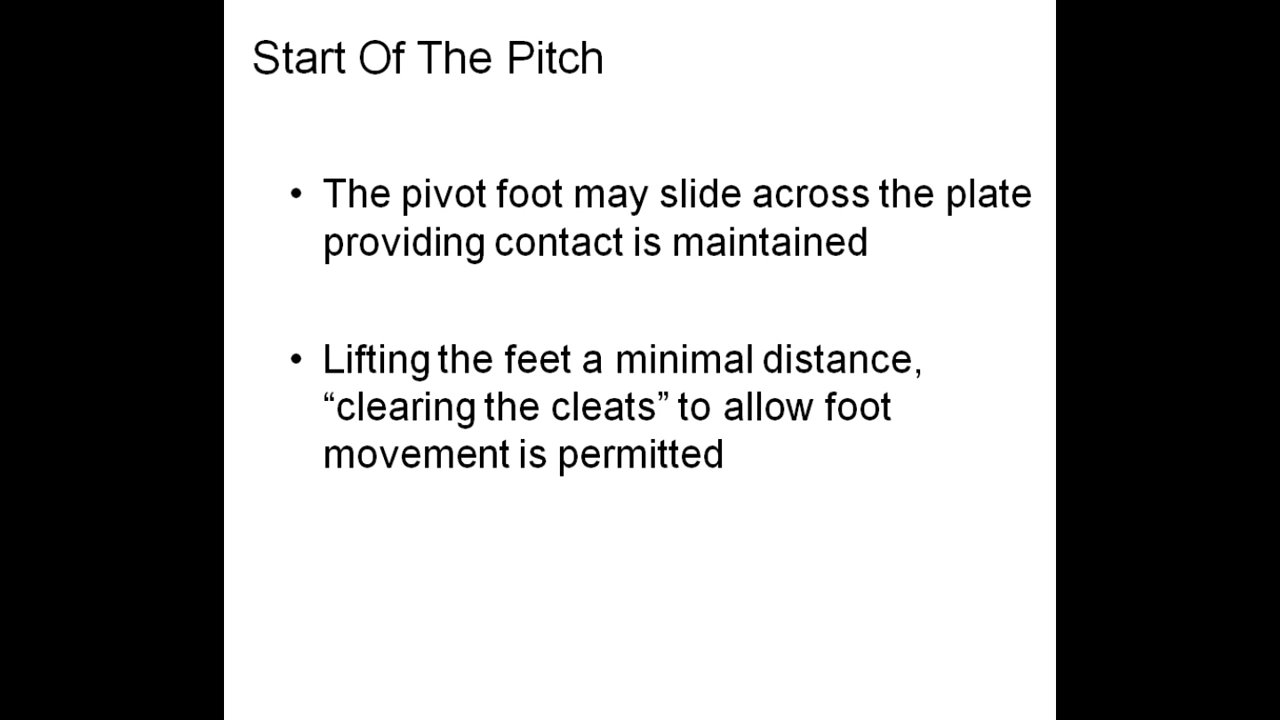 Start Of The Pitch
• The pivot foot may slide across the plate
providing contact is maintained
• Lifting the feet a minimal distance,
“clearing the cleats” to allow foot
movement is permitted